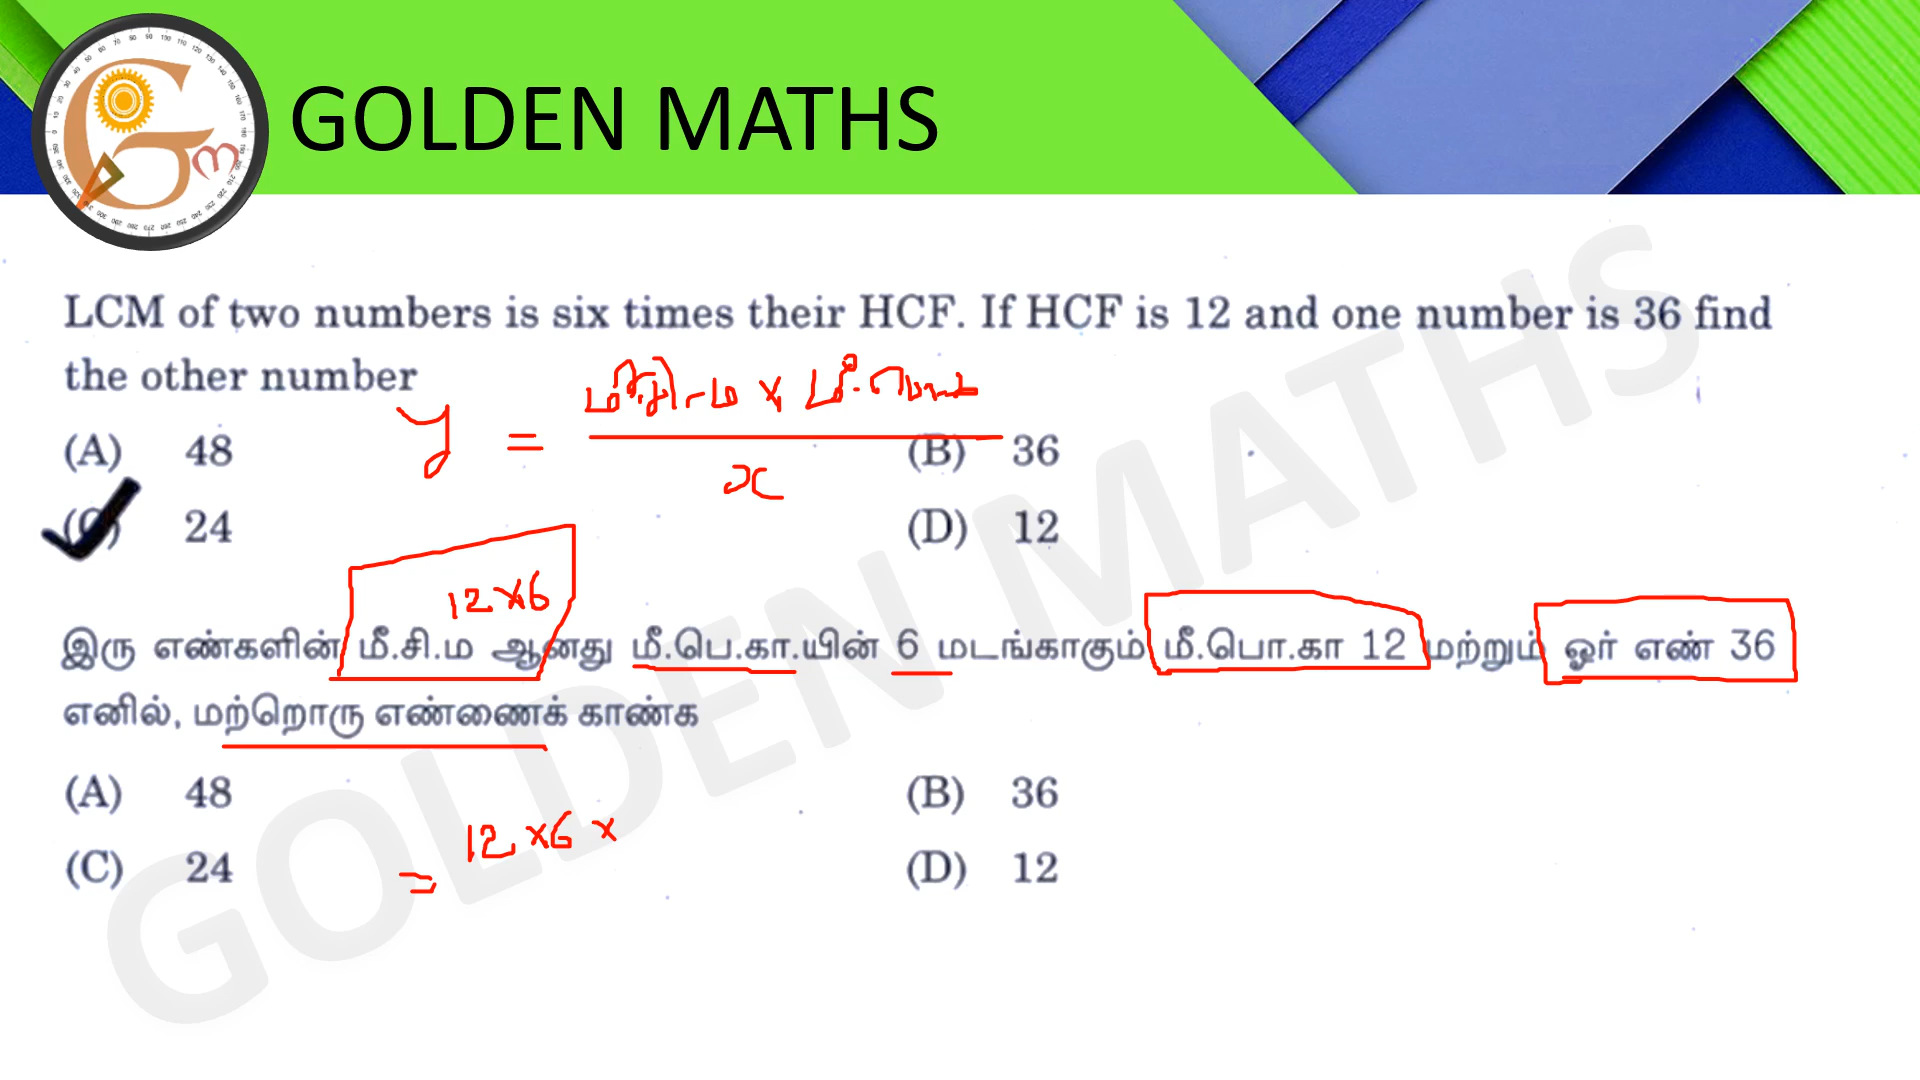 GOLDEN MATHS
LCM of two numbers is six times their HCF. If HCF is 12 and one number is 36 find
the other number
மீ.சி.ம x மீ.பொ.கா
y = x
(A) 48 (B) 36
(C) 24 (D) 12
12 x 6
இரு எண்களின் மீ.சி.ம ஆனது மீ.பெ.கா.யின் 6 மடங்காகும் மீ.பொ.கா 12 மற்றும் ஓர் எண் 36
எனில், மற்றொரு எண்ணைக் காண்க
(A) 48 (B) 36
= 12 x 6 x
(C) 24 (D) 12
GOLDEN MATHS